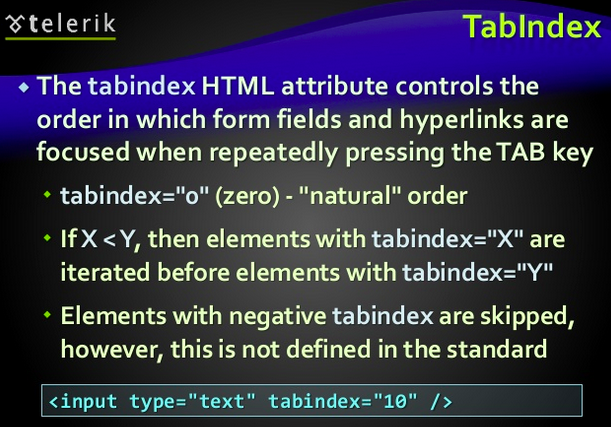 telerik
TabIndex
The tabindex HTML attribute controls the
order in which form fields and hyperlinks are
focused when repeatedly pressing the TAB key
tabindex="0" (zero) - "natural" order
If X < Y, then elements with tabindex="X" are
iterated before elements with tabindex="Y"
Elements with negative tabindex are skipped,
however, this is not defined in the standard
<input type="text" tabindex="10" />